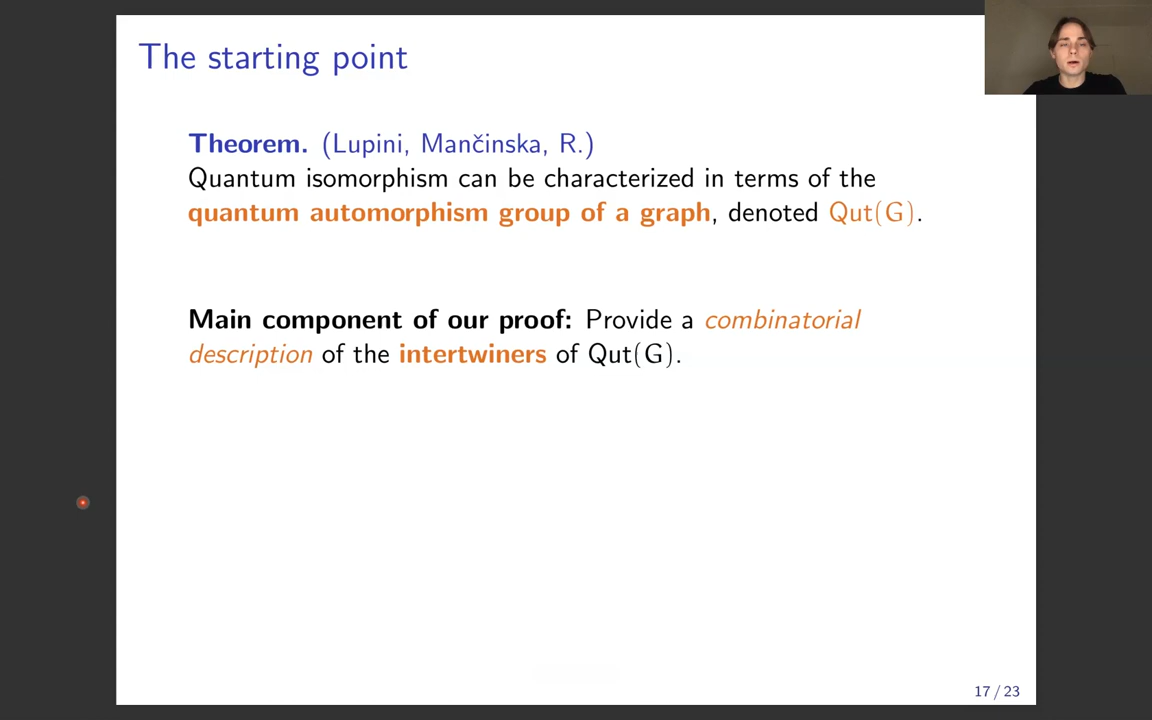 The starting point
Theorem. (Lupini, Mančinska, R.)
Quantum isomorphism can be characterized in terms of the
quantum automorphism group of a graph, denoted Qut(G).
Main component of our proof: Provide a combinatorial
description of the intertwiners of Qut(G).
17 / 23